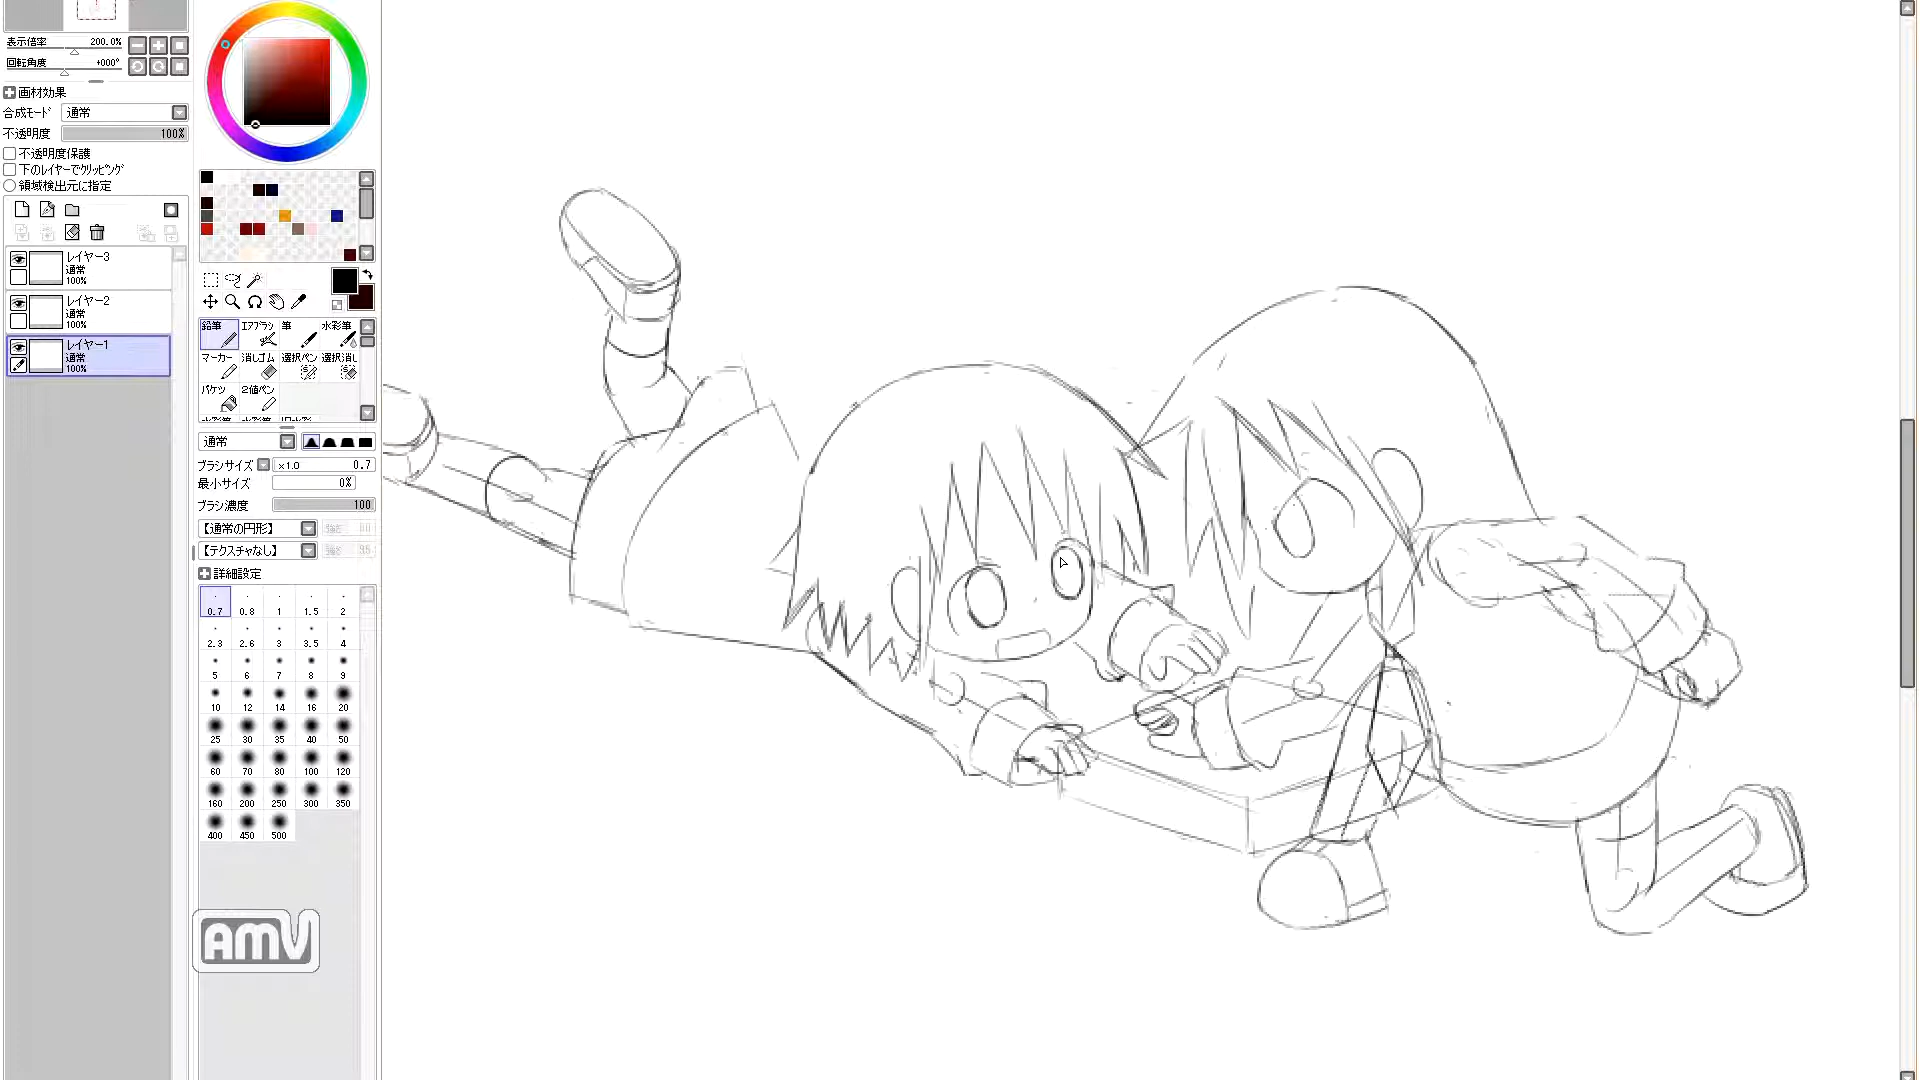 表示倍率 200.0%
回転角度 +000°
画材効果
合成モード 通常
不透明度 100%
不透明度保護
下のレイヤーでクリッピング
領域検出元に指定
レイヤー3
通常
100%
レイヤー2
通常
100%
レイヤー1
通常
100%
鉛筆 エアブラシ 筆 水彩筆
マーカー 消しゴム 選択ペン 選択消し
バケツ 2値ペン
通常
ブラシサイズ x1.0 0.7
最小サイズ 0%
ブラシ濃度 100
【通常の円形】
【テクスチャなし】
詳細設定
0.7 0.8 1 1.5 2
2.3 2.6 3 3.5 4
5 6 7 8 9
10 12 14 16 20
25 30 35 40 50
60 70 80 100 120
160 200 250 300 350
400 450 500
AMV